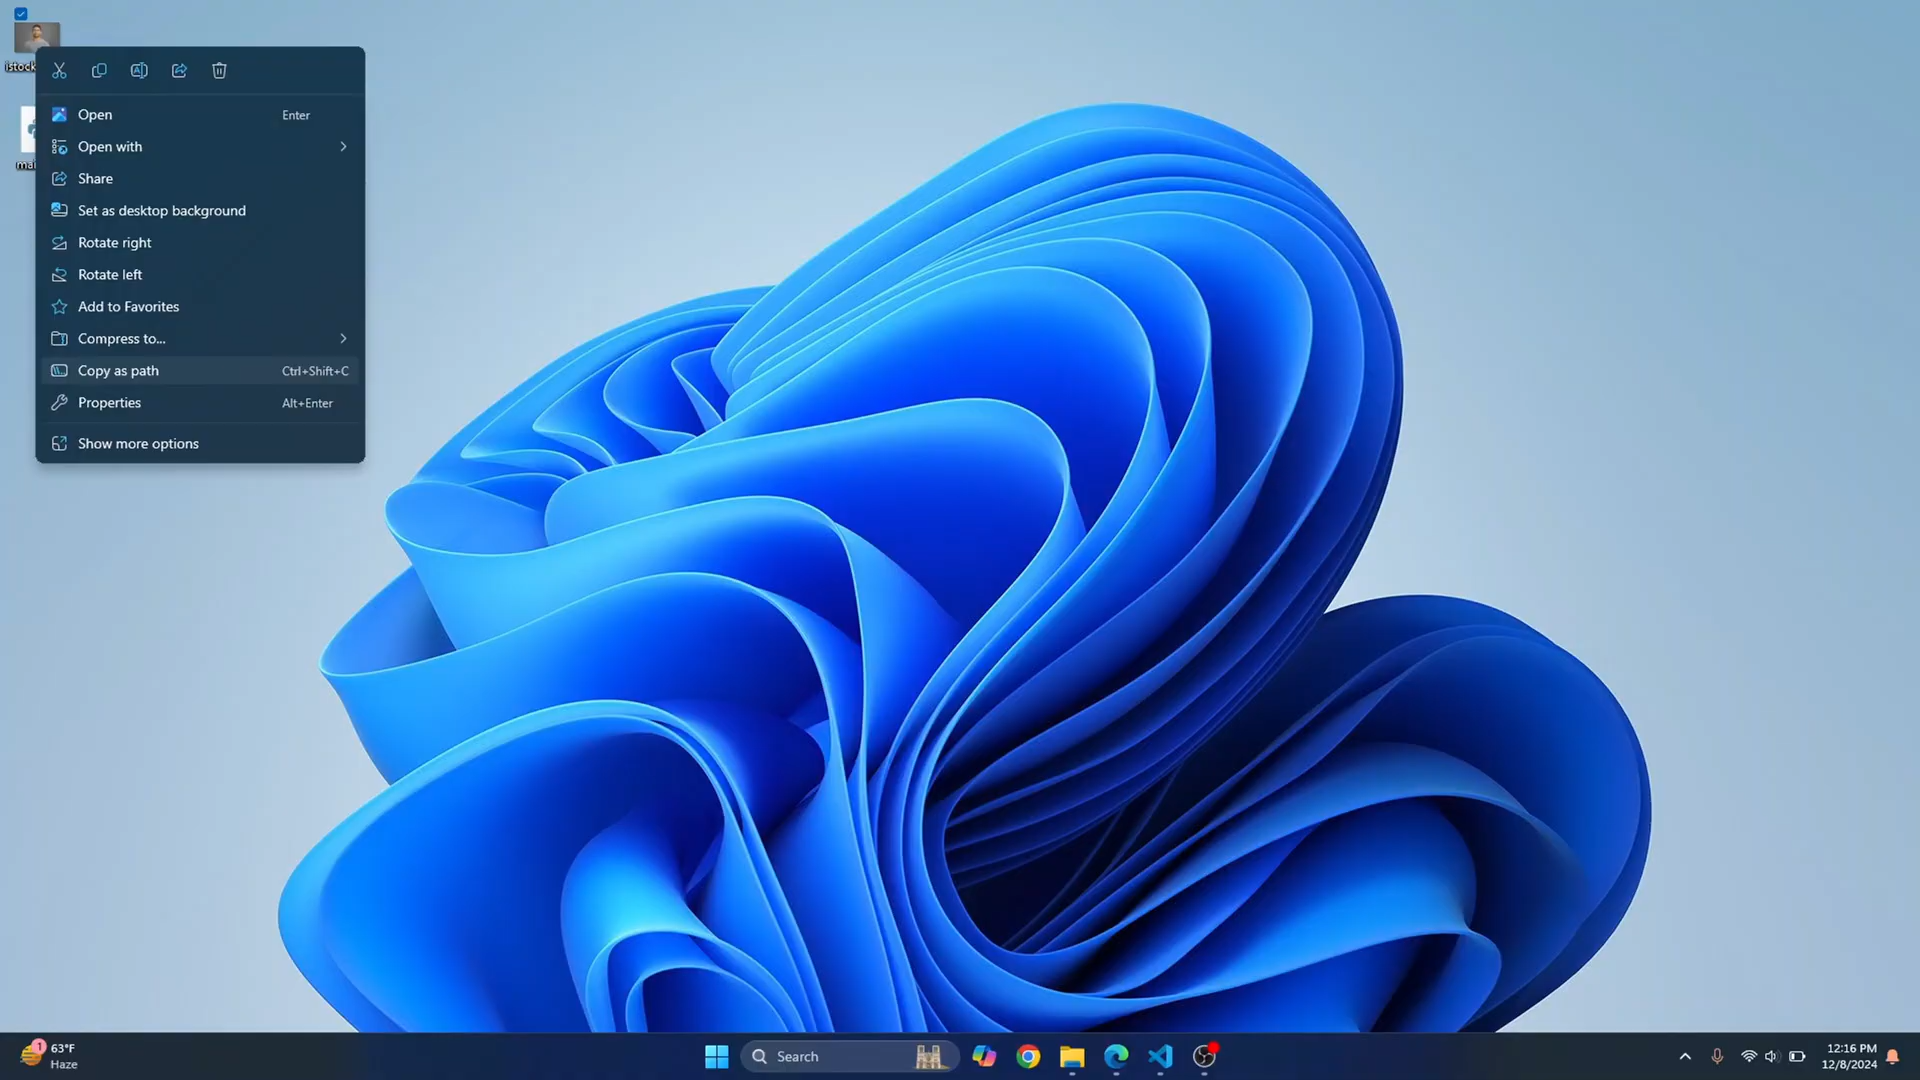 istock
Open Enter
Open with
Share
Set as desktop background
Rotate right
Rotate left
Add to Favorites
Compress to...
Copy as path Ctrl+Shift+C
Properties Alt+Enter
Show more options
mai
1
63°F
Haze
Search
12:16 PM
12/8/2024